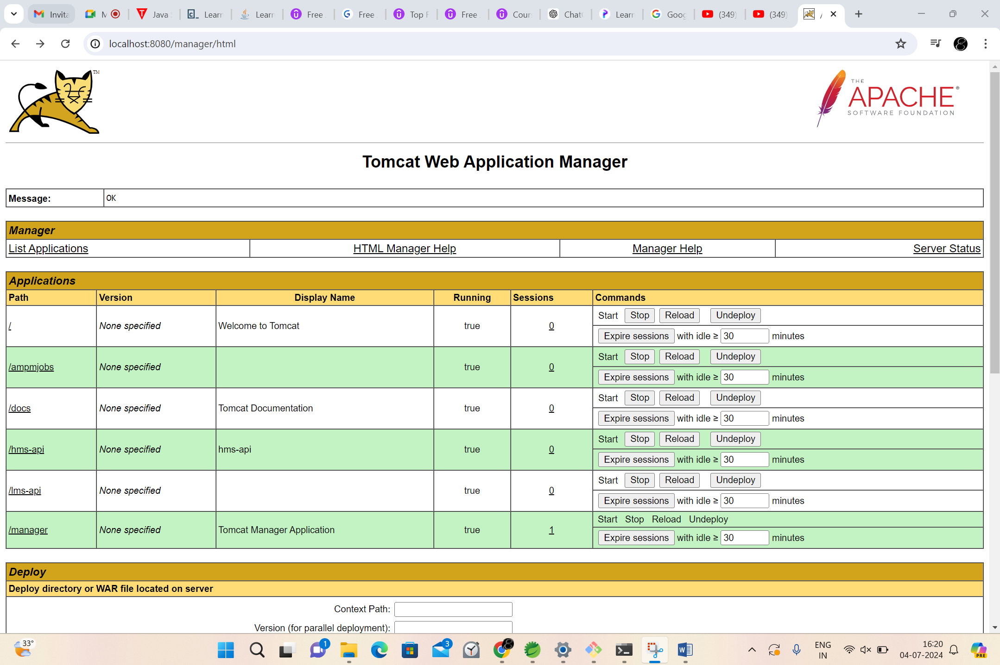 Invita
M
Java
Learn
Learn
Free
Free
Top F
Free
Cour
Chat
Learn
Goog
(349)
(349)
/
localhost:8080/manager/html
TM
THE
APACHE®
SOFTWARE FOUNDATION
Tomcat Web Application Manager
Message: OK
Manager
List Applications HTML Manager Help Manager Help Server Status
Applications
Path Version Display Name Running Sessions Commands
/ None specified Welcome to Tomcat true 0 Start Stop Reload Undeploy
Expire sessions with idle ≥ 30 minutes
/ampmjobs None specified true 0 Start Stop Reload Undeploy
Expire sessions with idle ≥ 30 minutes
/docs None specified Tomcat Documentation true 0 Start Stop Reload Undeploy
Expire sessions with idle ≥ 30 minutes
/hms-api None specified hms-api true 0 Start Stop Reload Undeploy
Expire sessions with idle ≥ 30 minutes
/lms-api None specified true 0 Start Stop Reload Undeploy
Expire sessions with idle ≥ 30 minutes
/manager None specified Tomcat Manager Application true 1 Start Stop Reload Undeploy
Expire sessions with idle ≥ 30 minutes
Deploy
Deploy directory or WAR file located on server
Context Path:
Version (for parallel deployment):
33°
1
3
ENG
IN
16:20
04-07-2024
PRE